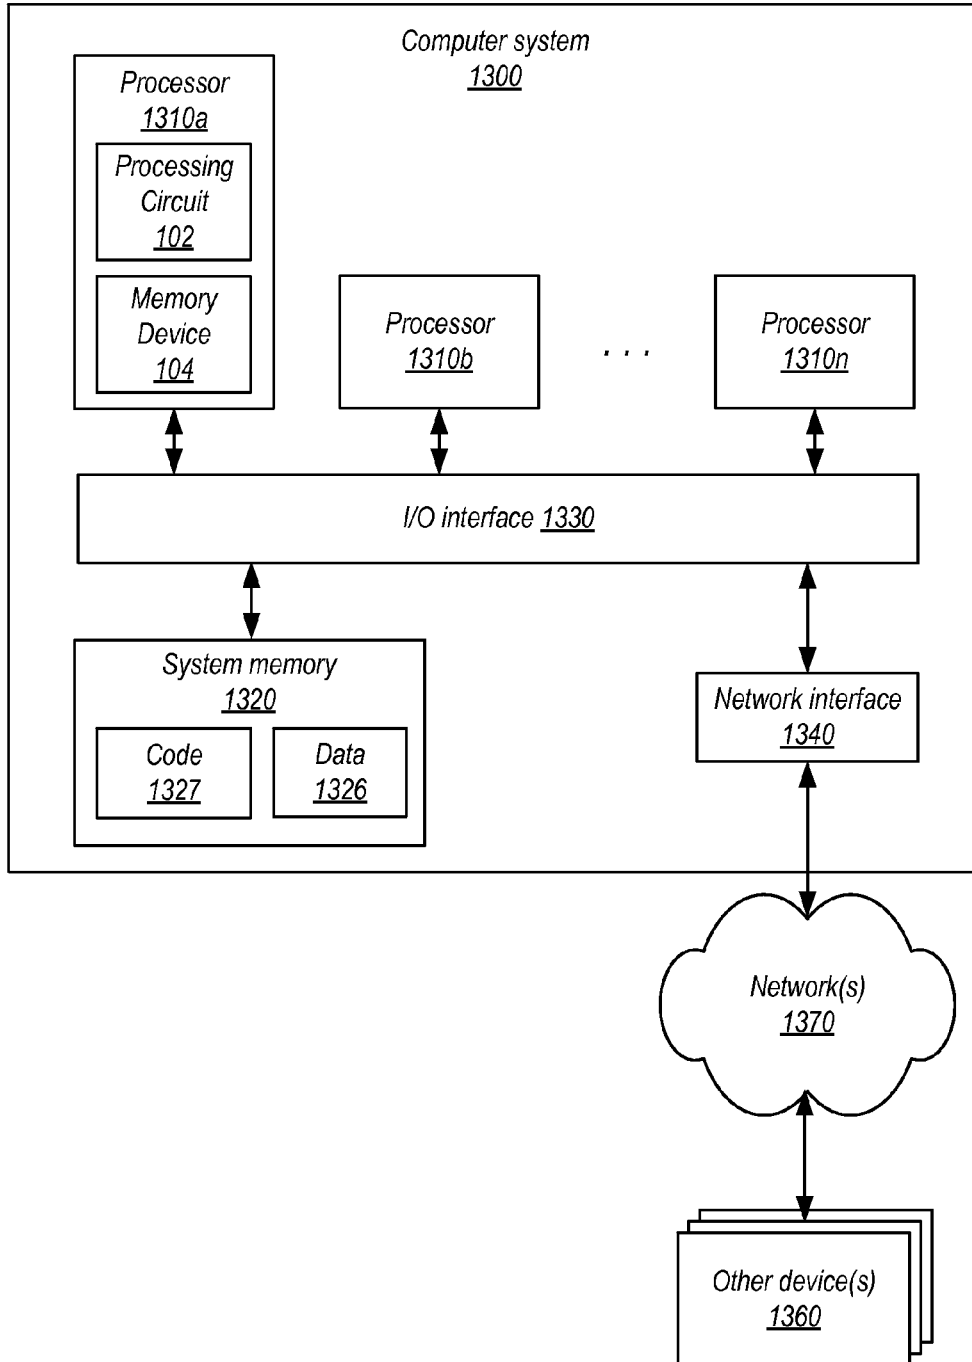 Computer system
1300
Processor
1310a
Processing
Circuit
102
Memory
Device
104
Processor
1310b
. . .
Processor
1310n
I/O interface 1330
System memory
1320
Code
1327
Data
1326
Network interface
1340
Network(s)
1370
Other device(s)
1360